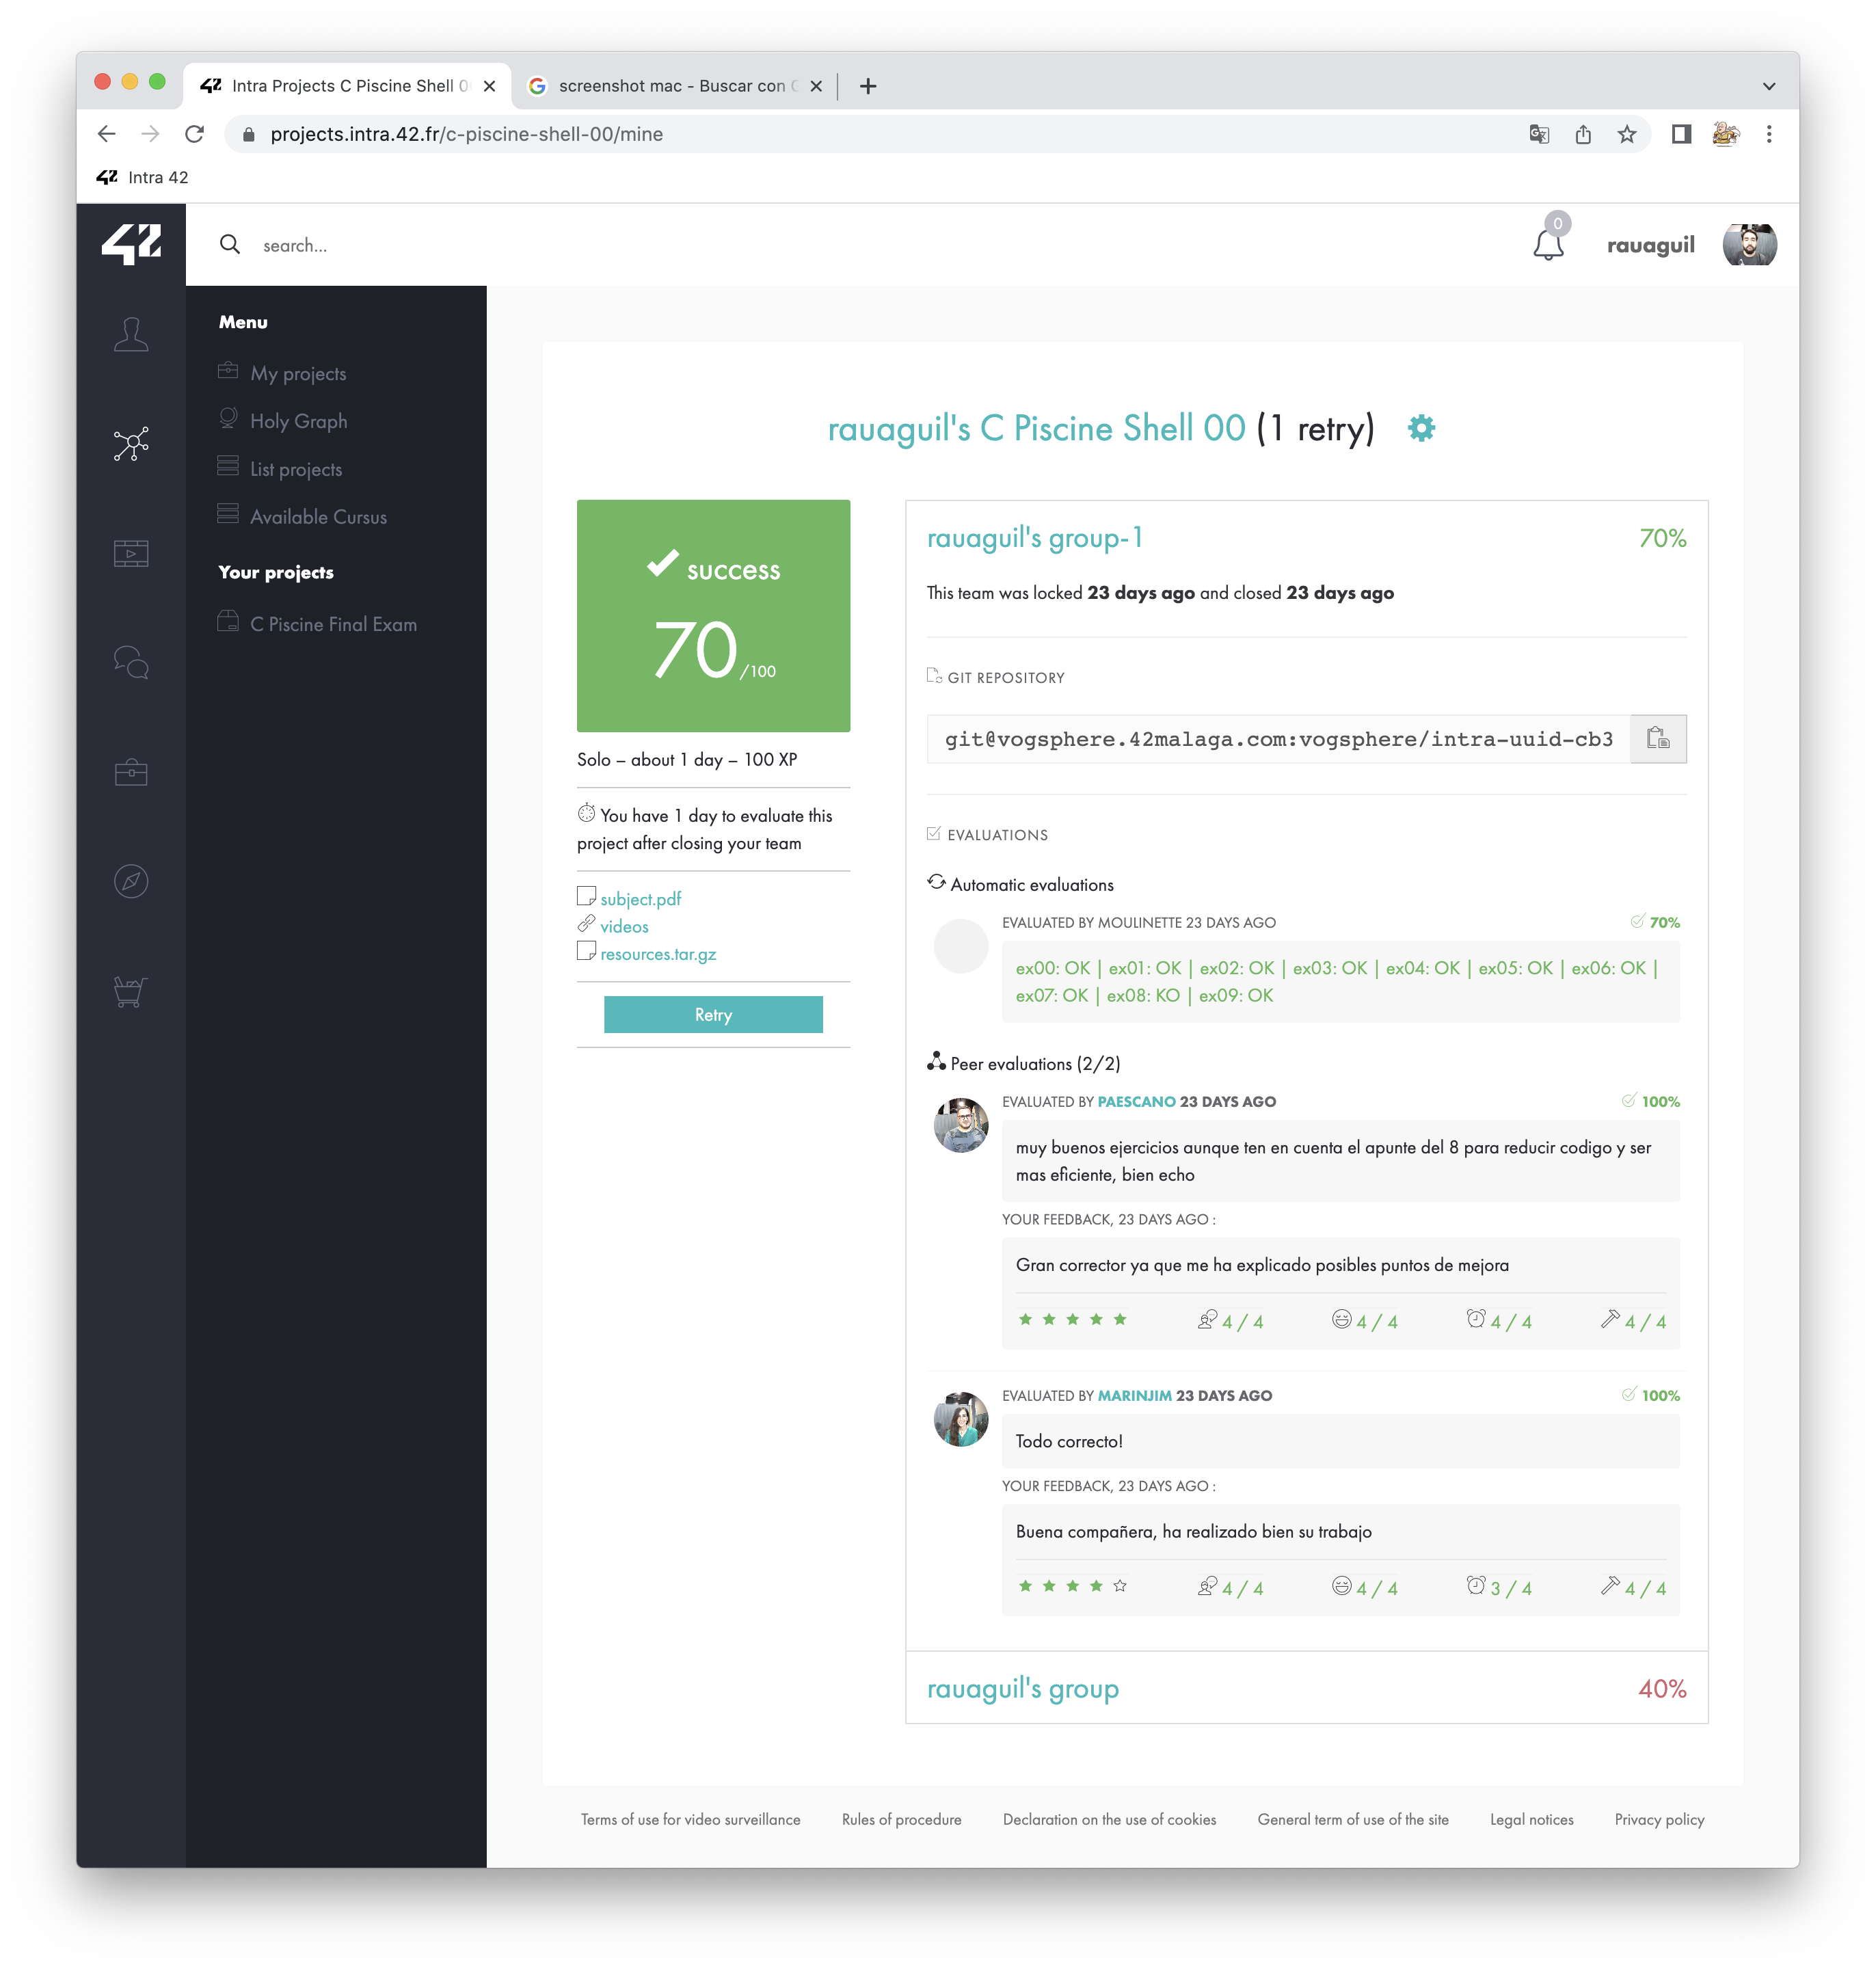 Intra Projects C Piscine Shell 0
screenshot mac - Buscar con
projects.intra.42.fr/c-piscine-shell-00/mine
42 Intra 42
42
search...
0
rauaguil
Menu
My projects
Holy Graph
List projects
Available Cursus
Your projects
C Piscine Final Exam
rauaguil's C Piscine Shell 00 (1 retry)
success
70/100
Solo – about 1 day – 100 XP
You have 1 day to evaluate this
project after closing your team
subject.pdf
videos
resources.tar.gz
Retry
rauaguil's group-1 70%
This team was locked 23 days ago and closed 23 days ago
GIT REPOSITORY
git@vogsphere.42malaga.com:vogsphere/intra-uuid-cb3
EVALUATIONS
Automatic evaluations
EVALUATED BY MOULINETTE 23 DAYS AGO 70%
ex00: OK | ex01: OK | ex02: OK | ex03: OK | ex04: OK | ex05: OK | ex06: OK |
ex07: OK | ex08: KO | ex09: OK
Peer evaluations (2/2)
EVALUATED BY PAESCANO 23 DAYS AGO 100%
muy buenos ejercicios aunque ten en cuenta el apunte del 8 para reducir codigo y ser
mas eficiente, bien echo
YOUR FEEDBACK, 23 DAYS AGO :
Gran corrector ya que me ha explicado posibles puntos de mejora
4 / 4 4 / 4 4 / 4 4 / 4
EVALUATED BY MARINJIM 23 DAYS AGO 100%
Todo correcto!
YOUR FEEDBACK, 23 DAYS AGO :
Buena compañera, ha realizado bien su trabajo
4 / 4 4 / 4 3 / 4 4 / 4
rauaguil's group 40%
Terms of use for video surveillance Rules of procedure Declaration on the use of cookies General term of use of the site Legal notices Privacy policy